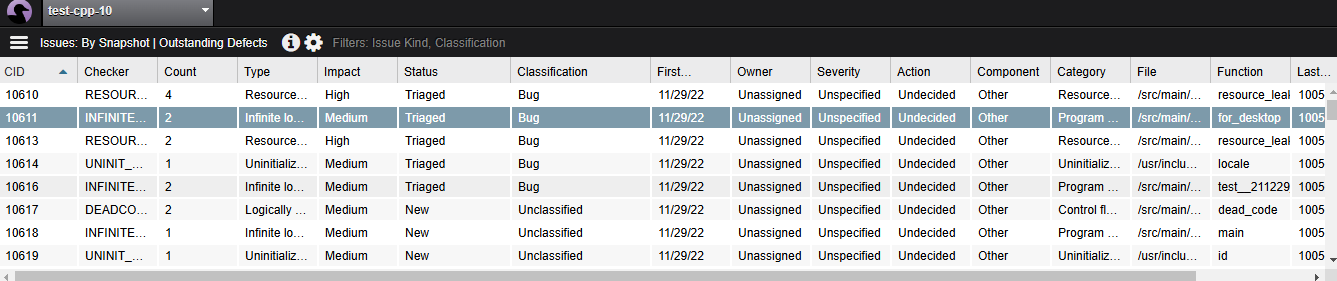 test-cpp-10
Issues: By Snapshot | Outstanding Defects Filters: Issue Kind, Classification
CID Checker Count Type Impact Status Classification First... Owner Severity Action Component Category File Function Last...
10610 RESOUR... 4 Resource... High Triaged Bug 11/29/22 Unassigned Unspecified Undecided Other Resource... /src/main/... resource_leak 1005
10611 INFINITE... 2 Infinite lo... Medium Triaged Bug 11/29/22 Unassigned Unspecified Undecided Other Program ... /src/main/... for_desktop 1005
10613 RESOUR... 2 Resource... High Triaged Bug 11/29/22 Unassigned Unspecified Undecided Other Resource... /src/main/... resource_leak 1005
10614 UNINIT_... 1 Uninitializ... Medium Triaged Bug 11/29/22 Unassigned Unspecified Undecided Other Uninitializ... /usr/inclu... locale 1005
10616 INFINITE... 2 Infinite lo... Medium Triaged Bug 11/29/22 Unassigned Unspecified Undecided Other Program ... /src/main/... test__211229 1005
10617 DEADCO... 2 Logically ... Medium New Unclassified 11/29/22 Unassigned Unspecified Undecided Other Control fl... /src/main/... dead_code 1005
10618 INFINITE... 1 Infinite lo... Medium New Unclassified 11/29/22 Unassigned Unspecified Undecided Other Program ... /src/main/... main 1005
10619 UNINIT_... 1 Uninitializ... Medium New Unclassified 11/29/22 Unassigned Unspecified Undecided Other Uninitializ... /usr/inclu... id 1005